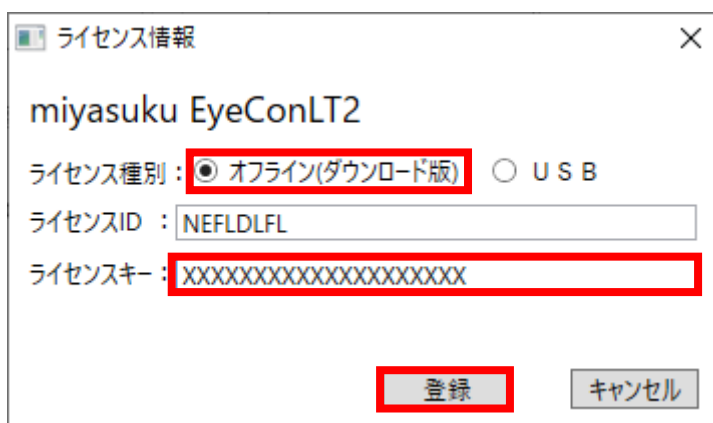 ライセンス情報
miyasuku EyeConLT2
ライセンス種別： オフライン(ダウンロード版) ＵＳＢ
ライセンスID ： NEFLDLFL
ライセンスキー： XXXXXXXXXXXXXXXXXXXX
登録 キャンセル